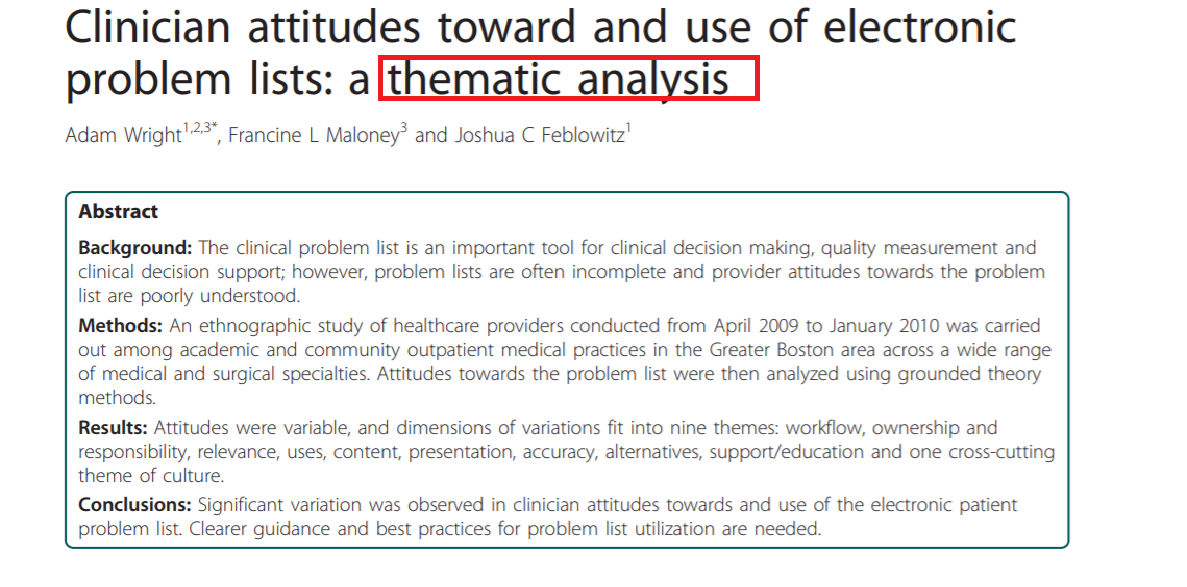 Clinician attitudes toward and use of electronic
problem lists: a thematic analysis
Adam Wright1,2,3*, Francine L Maloney3 and Joshua C Feblowitz1
Abstract
Background: The clinical problem list is an important tool for clinical decision making, quality measurement and
clinical decision support; however, problem lists are often incomplete and provider attitudes towards the problem
list are poorly understood.
Methods: An ethnographic study of healthcare providers conducted from April 2009 to January 2010 was carried
out among academic and community outpatient medical practices in the Greater Boston area across a wide range
of medical and surgical specialties. Attitudes towards the problem list were then analyzed using grounded theory
methods.
Results: Attitudes were variable, and dimensions of variations fit into nine themes: workflow, ownership and
responsibility, relevance, uses, content, presentation, accuracy, alternatives, support/education and one cross-cutting
theme of culture.
Conclusions: Significant variation was observed in clinician attitudes towards and use of the electronic patient
problem list. Clearer guidance and best practices for problem list utilization are needed.